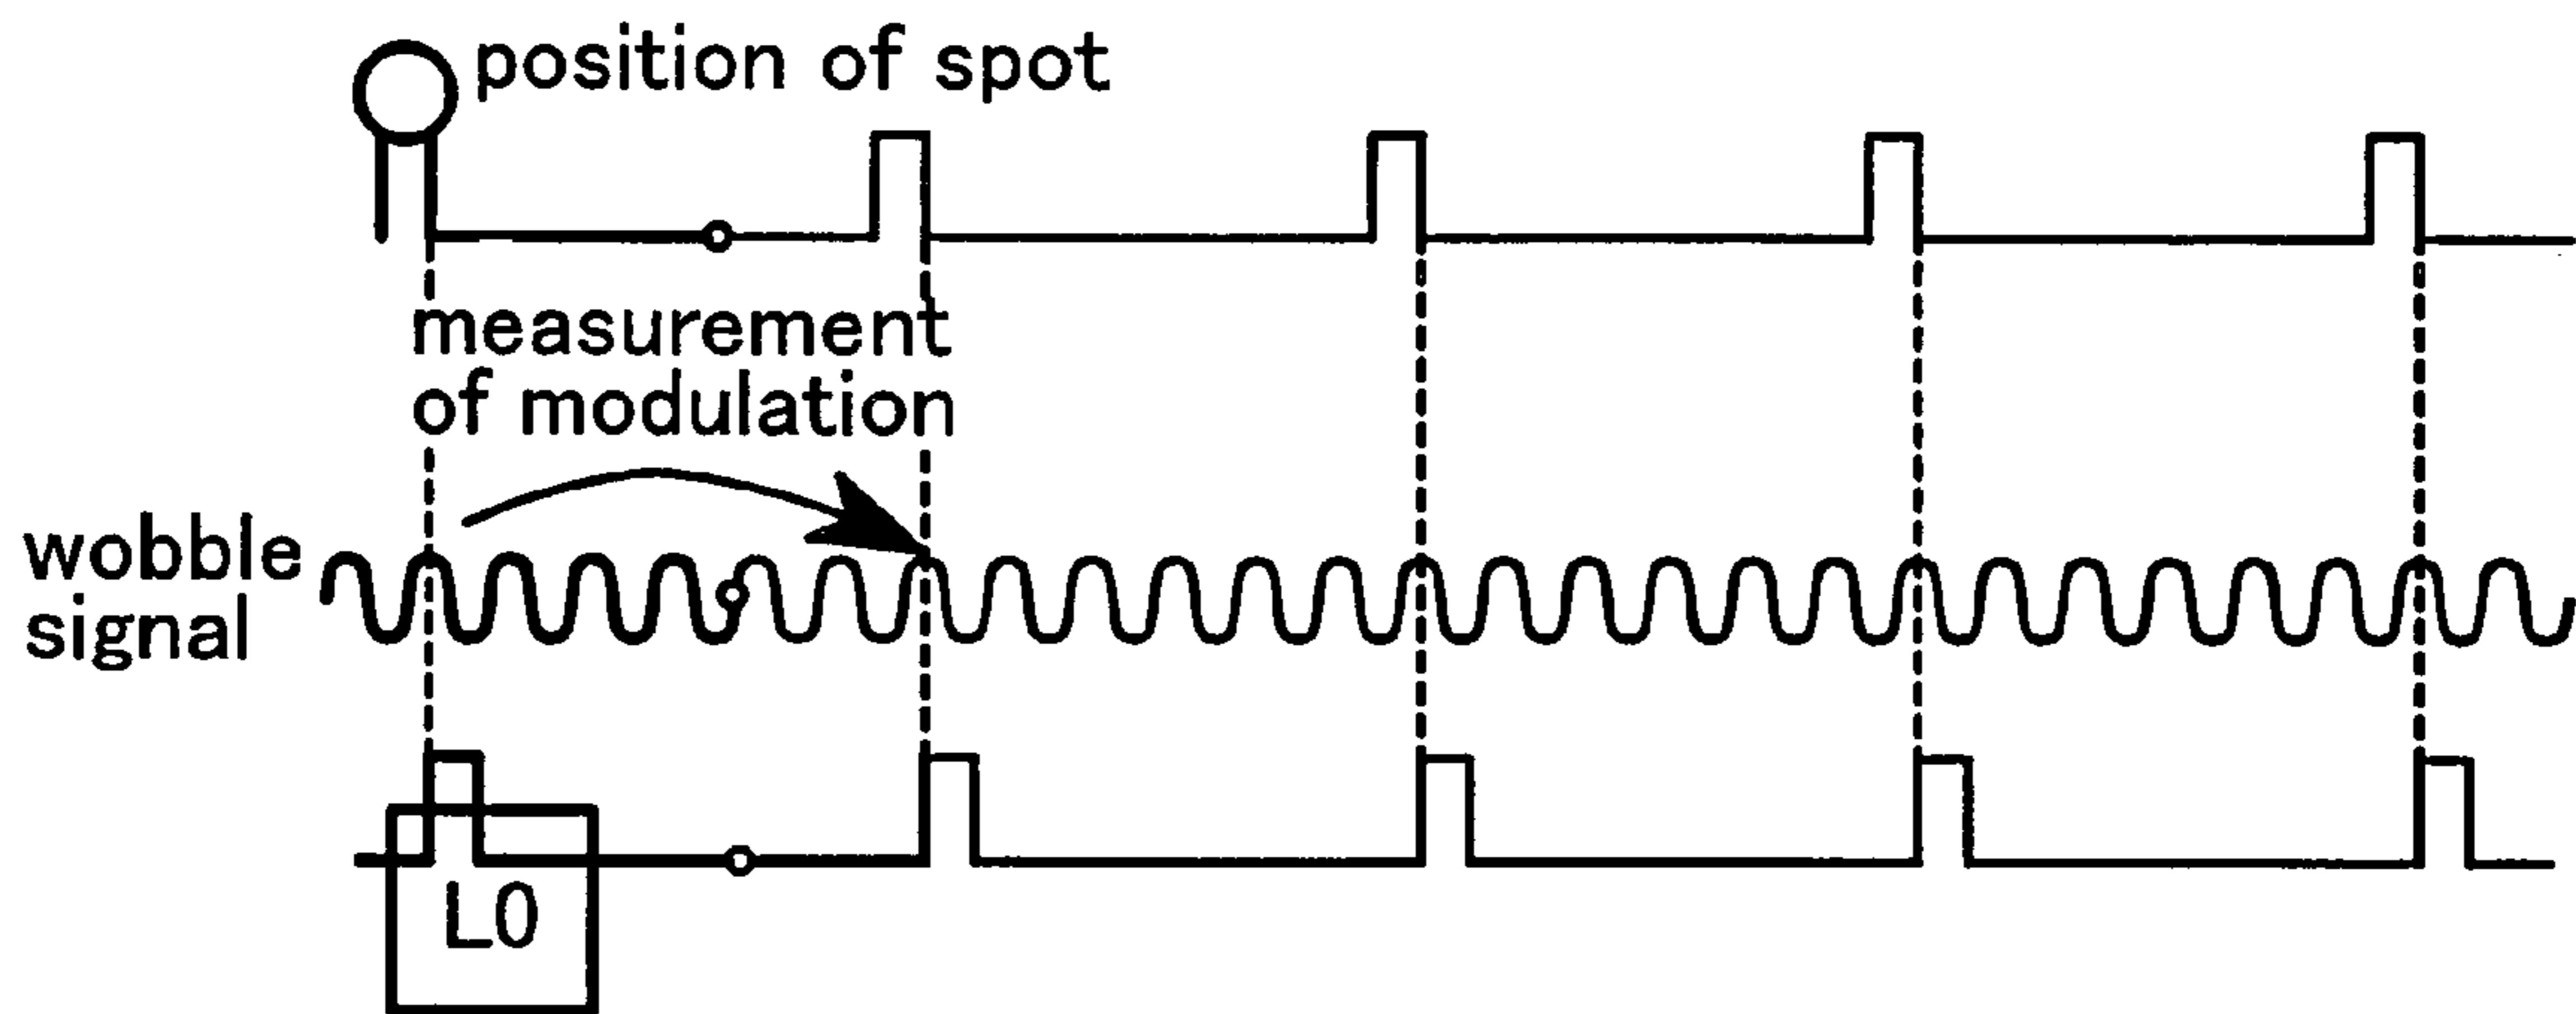 position of spot
measurement
of modulation
wobble
signal
L0